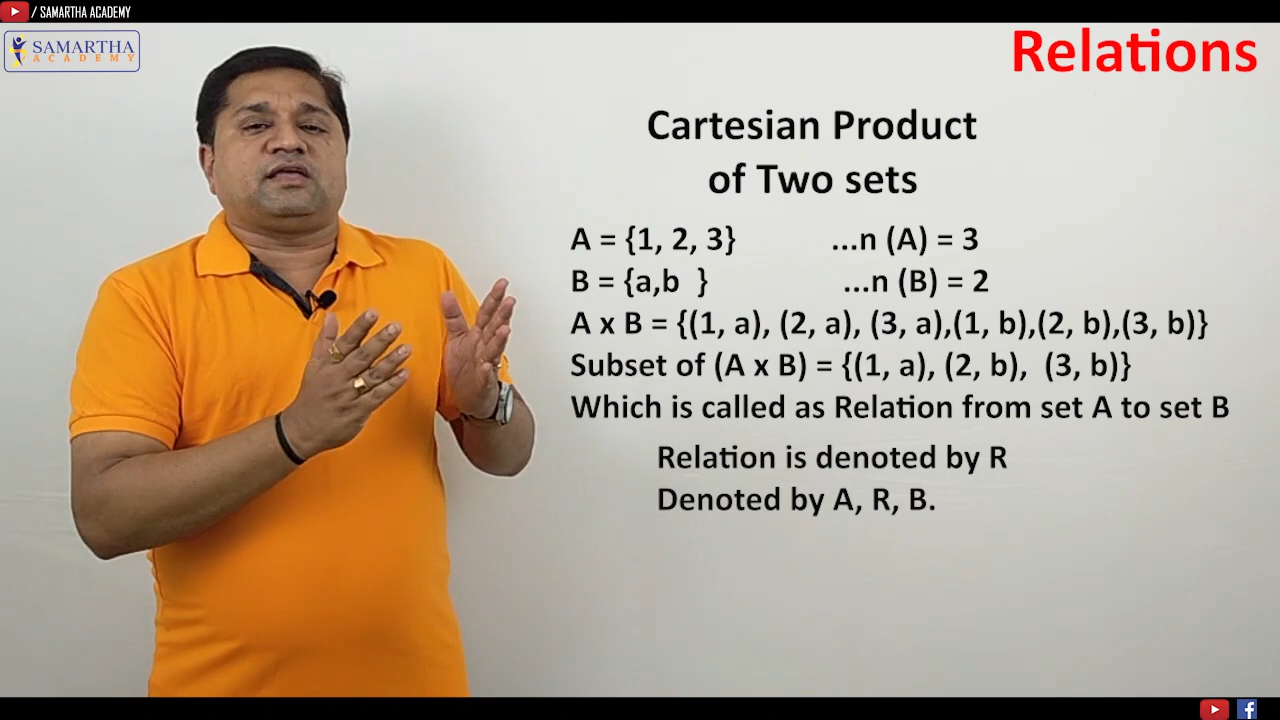 / SAMARTHA ACADEMY
SAMARTHA
ACADEMY
Relations
Cartesian Product
of Two sets
A = {1, 2, 3} ...n (A) = 3
B = {a,b } ...n (B) = 2
A x B = {(1, a), (2, a), (3, a),(1, b),(2, b),(3, b)}
Subset of (A x B) = {(1, a), (2, b), (3, b)}
Which is called as Relation from set A to set B
Relation is denoted by R
Denoted by A, R, B.